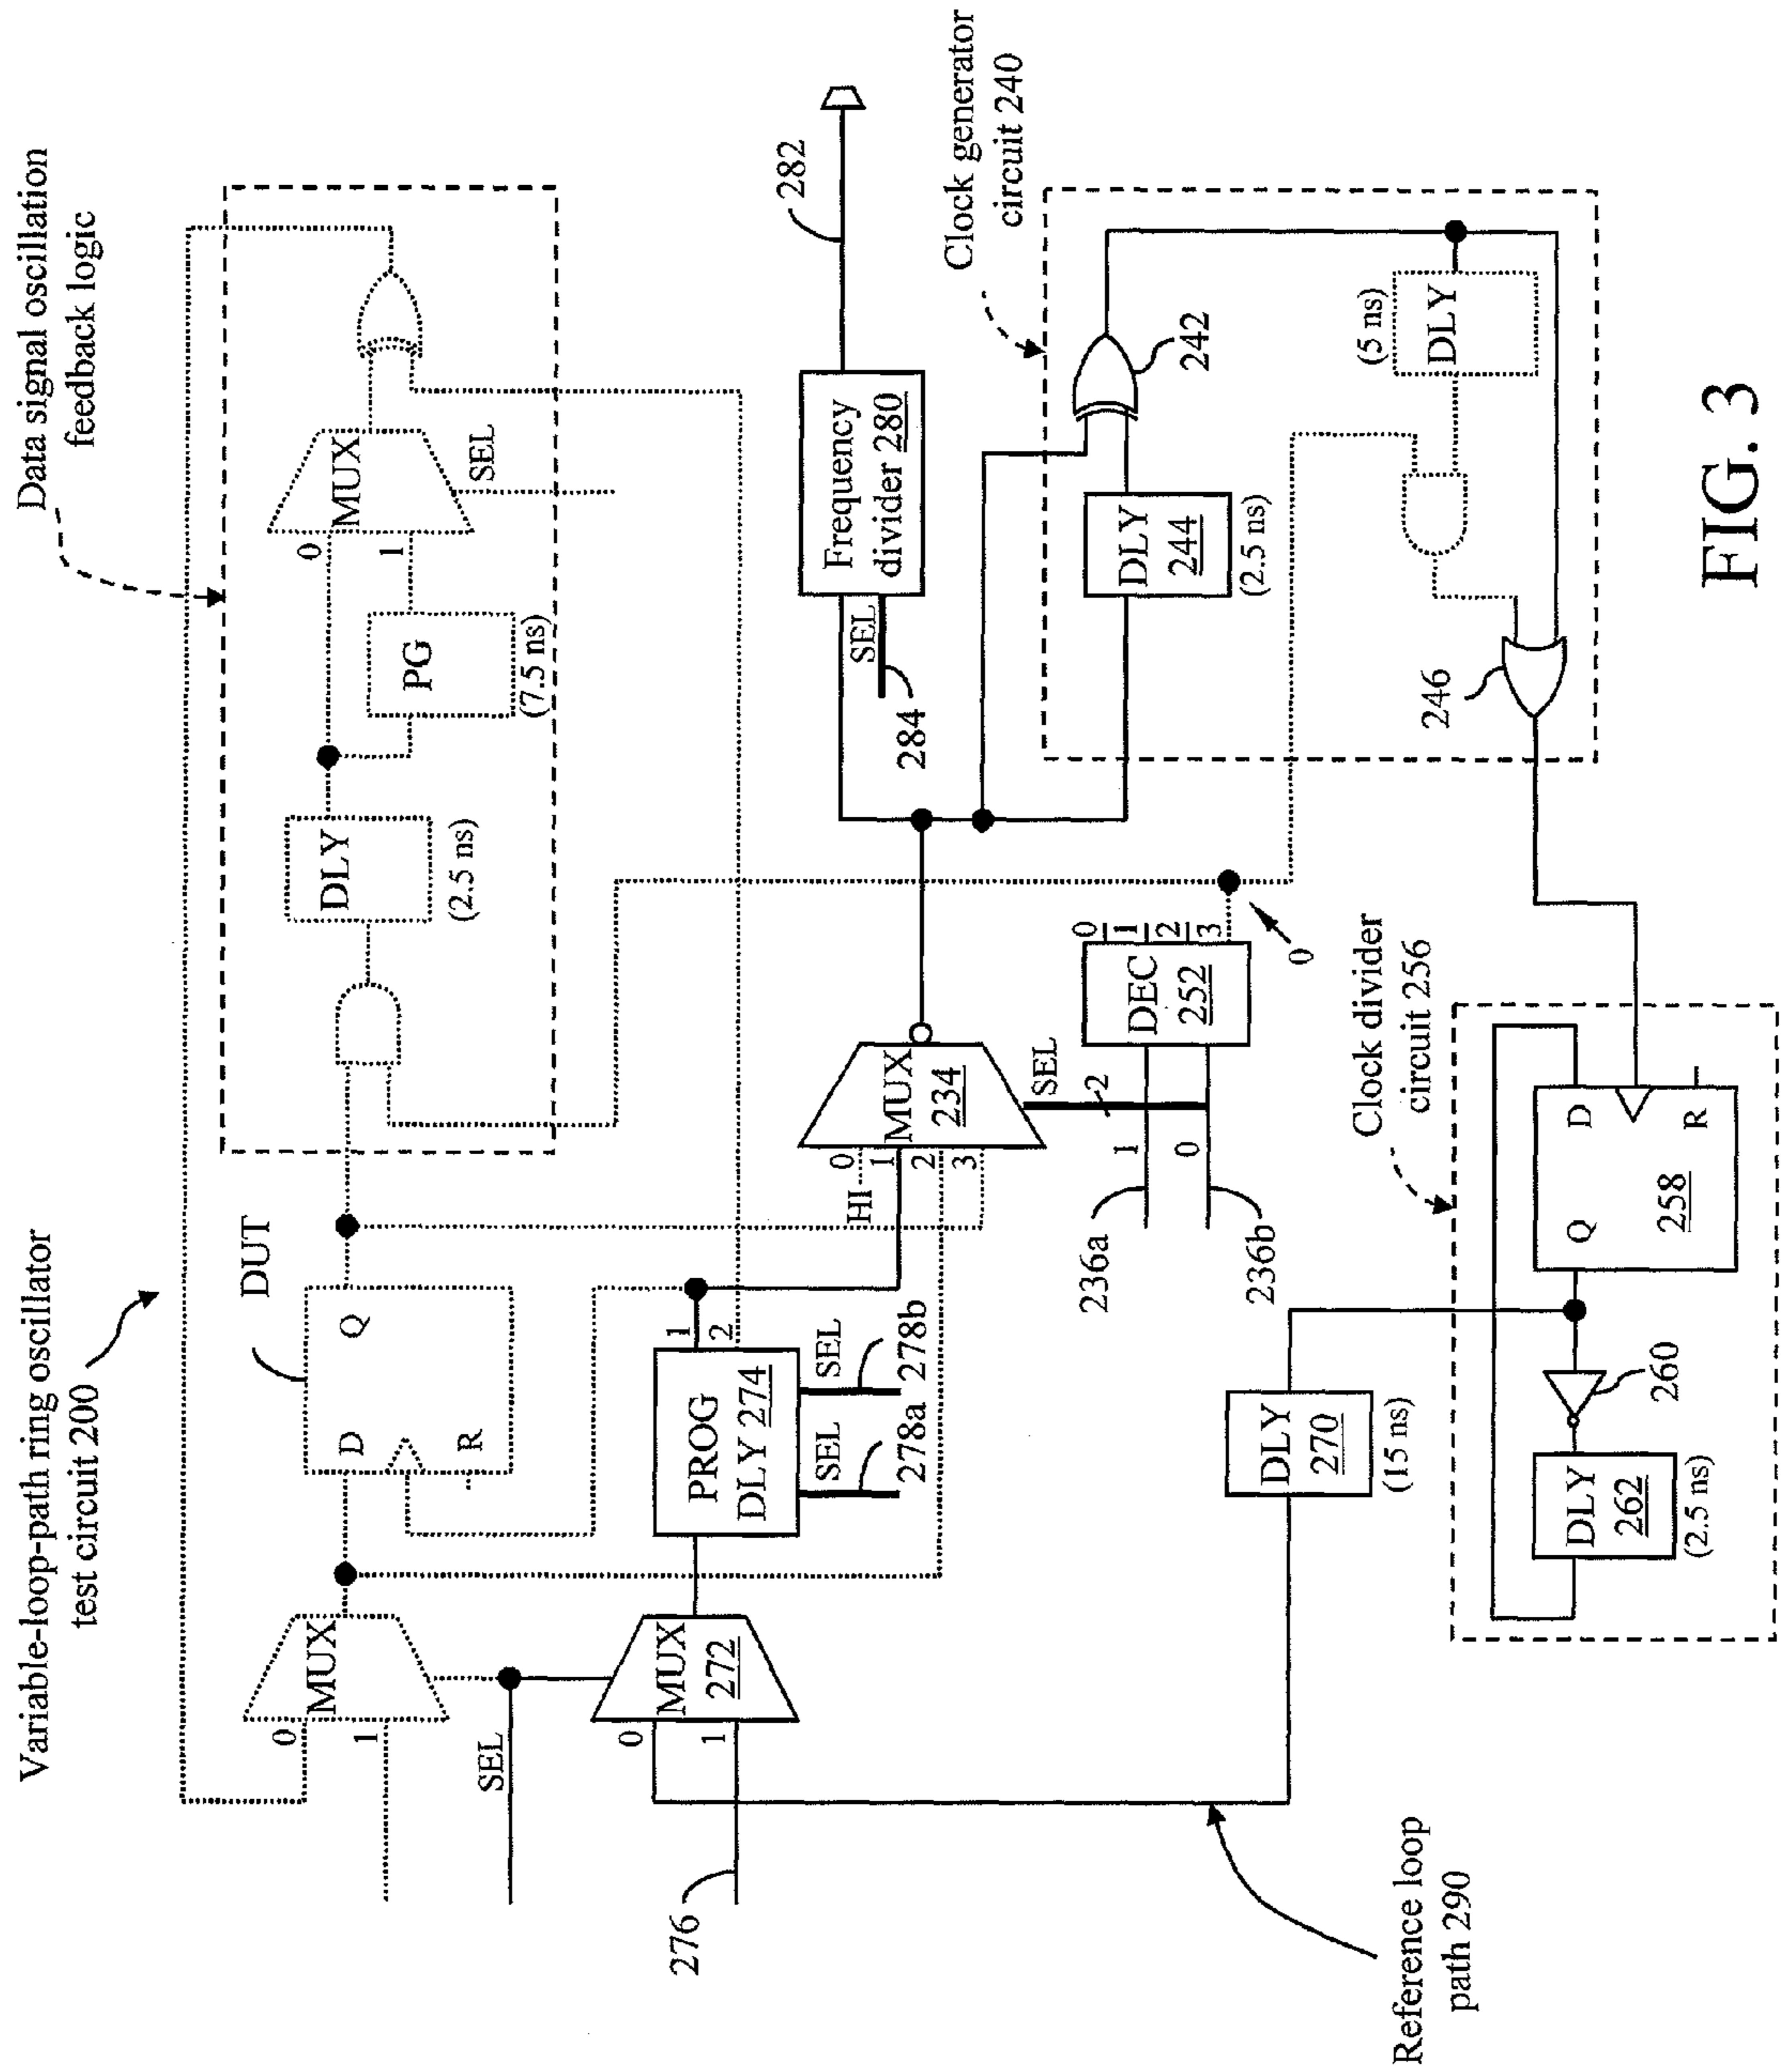 Variable-loop-path ring oscillator
test circuit 200
Data signal oscillation
feedback logic
MUX
0
1
SEL
DUT
D
Q
R
DLY
(2.5 ns)
PG
(7.5 ns)
MUX
0
1
SEL
MUX
272
0
1
276
PROG
DLY 274
1
2
SEL
278a
SEL
278b
HI
0
1
2
3
MUX
234
SEL
2
1
0
236a
236b
DEC
252
0
1
2
3
0
Frequency
divider 280
SEL
284
282
Clock generator
circuit 240
242
DLY
244
(2.5 ns)
(5 ns)
DLY
246
Clock divider
circuit 256
D
Q
R
258
260
DLY
262
(2.5 ns)
DLY
270
(15 ns)
Reference loop
path 290
FIG. 3